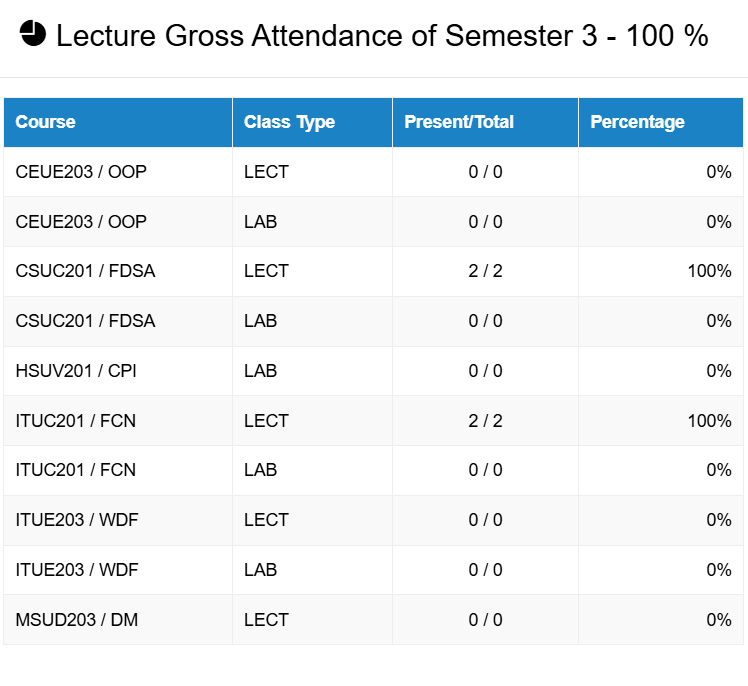 Lecture Gross Attendance of Semester 3 - 100 %
Course Class Type Present/Total Percentage
CEUE203 / OOP LECT 0 / 0 0%
CEUE203 / OOP LAB 0 / 0 0%
CSUC201 / FDSA LECT 2 / 2 100%
CSUC201 / FDSA LAB 0 / 0 0%
HSUV201 / CPI LAB 0 / 0 0%
ITUC201 / FCN LECT 2 / 2 100%
ITUC201 / FCN LAB 0 / 0 0%
ITUE203 / WDF LECT 0 / 0 0%
ITUE203 / WDF LAB 0 / 0 0%
MSUD203 / DM LECT 0 / 0 0%